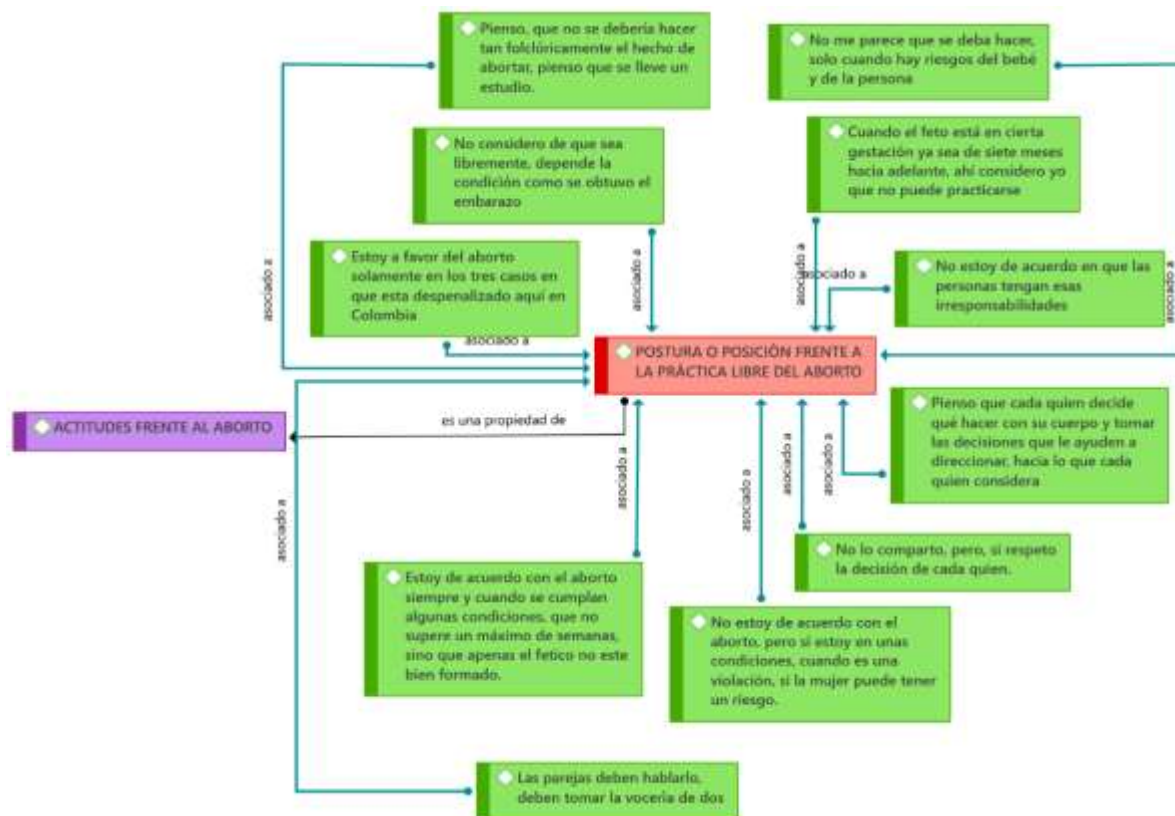 Pienso, que no se debería hacer
tan folclóricamente el hecho de
abortar, pienso que se lleve un
estudio.
No me parece que se deba hacer,
solo cuando hay riesgos del bebé
y de la persona
No considero de que sea
libremente, depende la
condición como se obtuvo el
embarazo
Cuando el feto está en cierta
gestación ya sea de siete meses
hacia adelante, ahí considero yo
que no puede practicarse
Estoy a favor del aborto
solamente en los tres casos en
que esta despenalizado aquí en
Colombia
No estoy de acuerdo en que las
personas tengan esas
irresponsabilidades
asociado a
asociado a
asociado a
asociado a
asociado a
asociado a
POSTURA O POSICIÓN FRENTE A
LA PRÁCTICA LIBRE DEL ABORTO
ACTITUDES FRENTE AL ABORTO
es una propiedad de
Pienso que cada quien decide
qué hacer con su cuerpo y tomar
las decisiones que le ayuden a
direccionar, hacia lo que cada
quien considera
asociado a
asociado a
asociado a
asociado a
asociado a
No lo comparto, pero, si respeto
la decisión de cada quien.
Estoy de acuerdo con el aborto
siempre y cuando se cumplan
algunas condiciones, que no
supere un máximo de semanas,
sino que apenas el fetico no este
bien formado.
No estoy de acuerdo con el
aborto, pero si estoy en unas
condiciones, cuando es una
violación, si la mujer puede tener
un riesgo.
Las parejas deben hablarlo,
deben tomar la vocería de dos